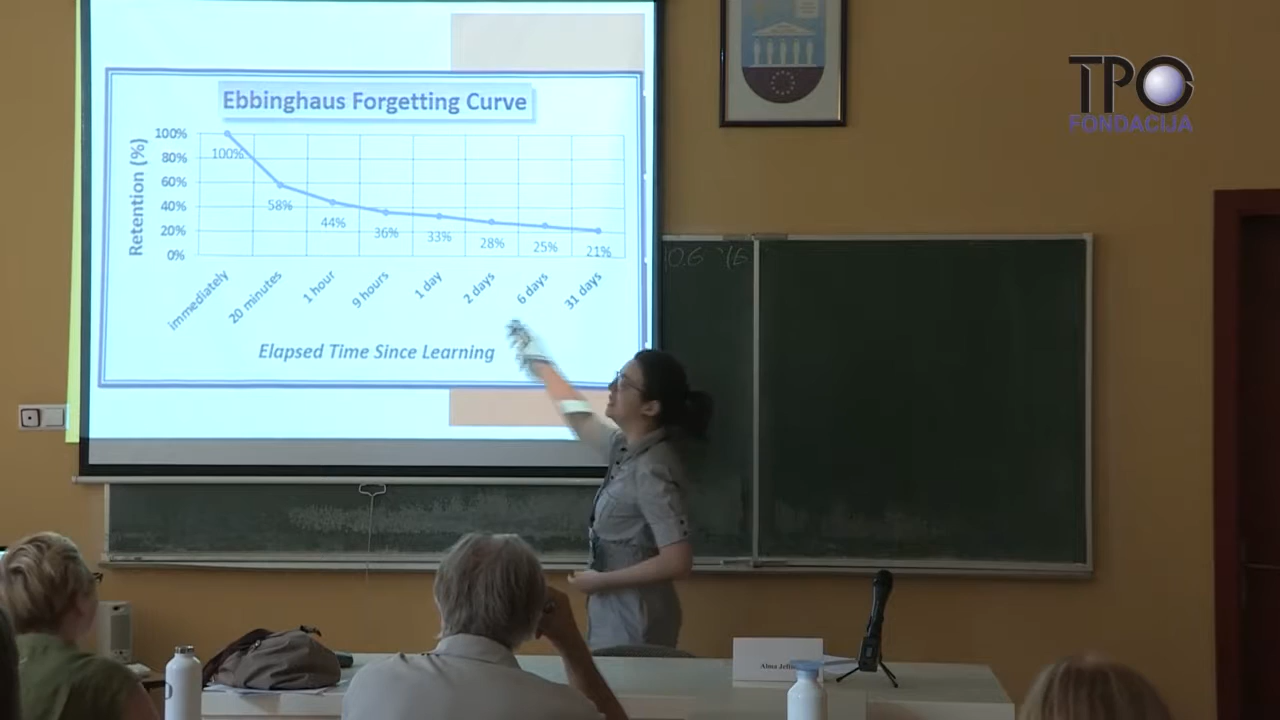 TPO
FONDACIJA
Ebbinghaus Forgetting Curve
Retention (%)
100%
80%
60%
40%
20%
0%
100%
58%
44%
36%
33%
28%
25%
21%
immediately
20 minutes
1 hour
9 hours
1 day
2 days
6 days
31 days
Elapsed Time Since Learning
Alma